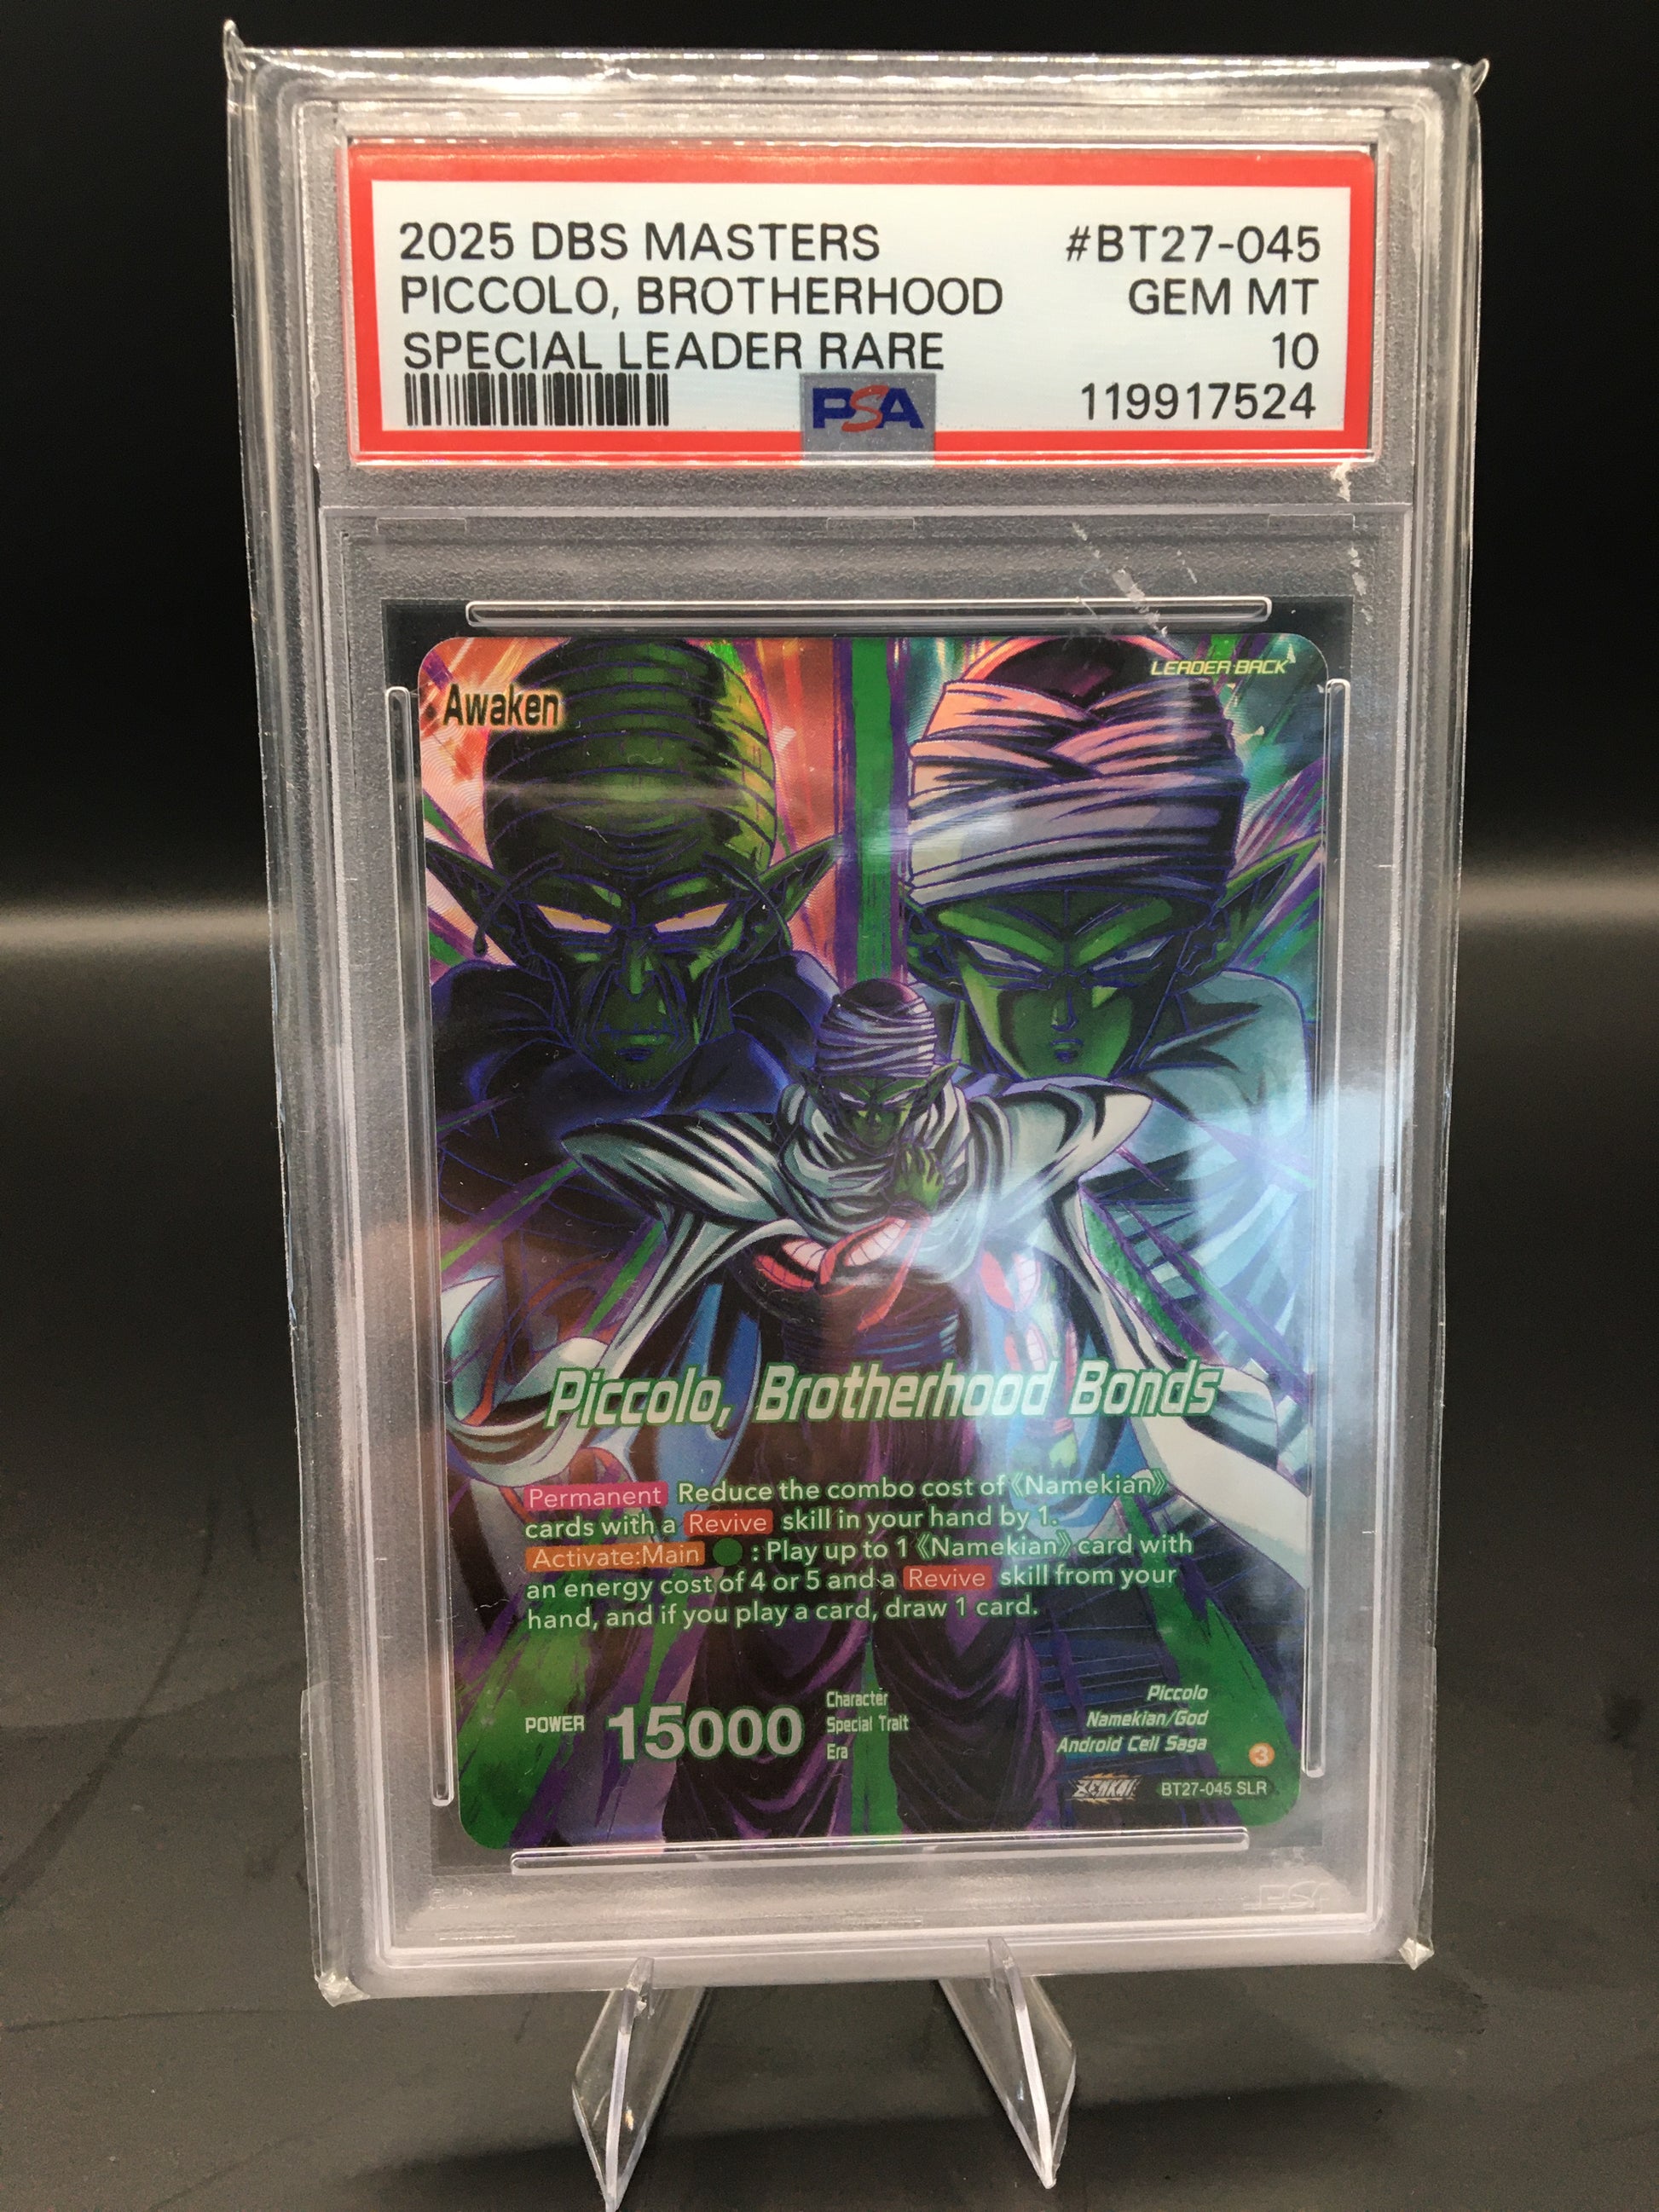 2025 DBS MASTERS #BT27-045
PICCOLO, BROTHERHOOD GEM MT
SPECIAL LEADER RARE 10
PSA 119917524
Awaken
LEADER BACK
Piccolo, Brotherhood Bonds
Permanent Reduce the combo cost of 《Namekian》
cards with a Revive skill in your hand by 1.
Activate:Main : Play up to 1 《Namekian》 card with
an energy cost of 4 or 5 and a Revive skill from your
hand, and if you play a card, draw 1 card.
POWER 15000
Character Piccolo
Special Trait Namekian/God
Era Android Cell Saga
3
ZENKAI BT27-045 SLR
PSA